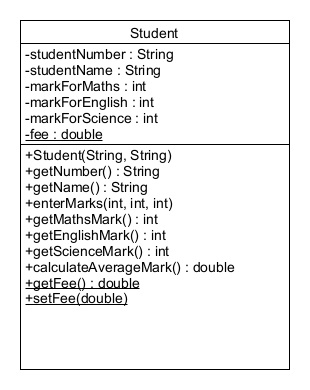 Student
-studentNumber : String
-studentName : String
-markForMaths : int
-markForEnglish : int
-markForScience : int
-fee : double
+Student(String, String)
+getNumber() : String
+getName() : String
+enterMarks(int, int, int)
+getMathsMark() : int
+getEnglishMark() : int
+getScienceMark() : int
+calculateAverageMark() : double
+getFee() : double
+setFee(double)